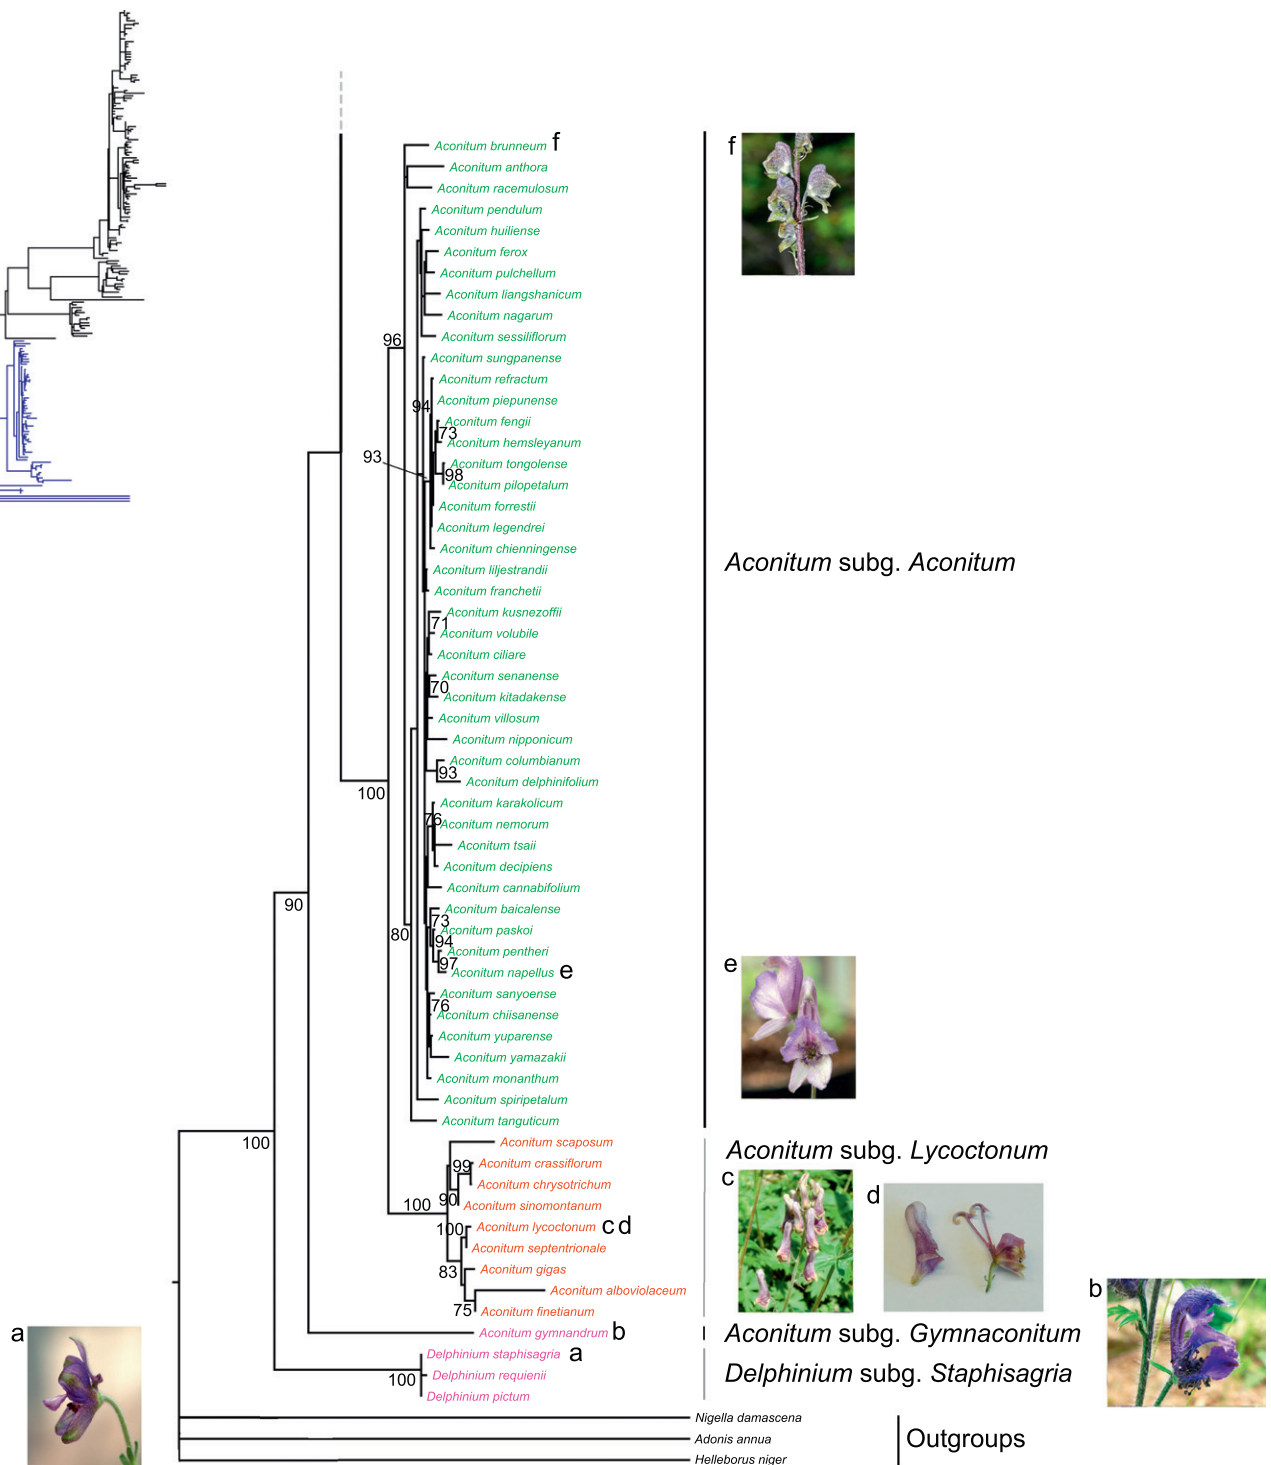 Aconitum brunneum f
f
Aconitum anthora
Aconitum racemulosum
Aconitum pendulum
Aconitum huiliense
Aconitum ferox
Aconitum pulchellum
Aconitum liangshanicum
Aconitum nagarum
Aconitum sessiliflorum
96
Aconitum sungpanense
Aconitum refractum
Aconitum piepunense
94
Aconitum fengii
73
Aconitum hemsleyanum
93
Aconitum tongolense
98
Aconitum pilopetalum
Aconitum forrestii
Aconitum legendrei
Aconitum chienningense
Aconitum subg. Aconitum
Aconitum liljestrandii
Aconitum franchetii
Aconitum kusnezoffii
71
Aconitum volubile
Aconitum ciliare
Aconitum senanense
70
Aconitum kitadakense
Aconitum villosum
Aconitum nipponicum
Aconitum columbianum
93
Aconitum delphinifolium
100
Aconitum karakolicum
76
Aconitum nemorum
Aconitum tsaii
Aconitum decipiens
Aconitum cannabifolium
90
Aconitum baicalense
73
Aconitum paskoi
80
94
Aconitum pentheri
97
Aconitum napellus e
e
Aconitum sanyoense
76
Aconitum chiisanense
Aconitum yuparense
Aconitum yamazakii
Aconitum monanthum
Aconitum spiripetalum
Aconitum tanguticum
100
Aconitum scaposum
Aconitum subg. Lycoctonum
99
Aconitum crassiflorum
Aconitum chrysotrichum
c
d
90
100
Aconitum sinomontanum
100
Aconitum lycoctonum c d
Aconitum septentrionale
83
Aconitum gigas
Aconitum alboviolaceum
b
75
Aconitum finetianum
a
Aconitum gymnandrum b
Aconitum subg. Gymnaconitum
Delphinium staphisagria a
Delphinium requienii
100
Delphinium subg. Staphisagria
Delphinium pictum
Nigella damascena
Adonis annua
Outgroups
Helleborus niger